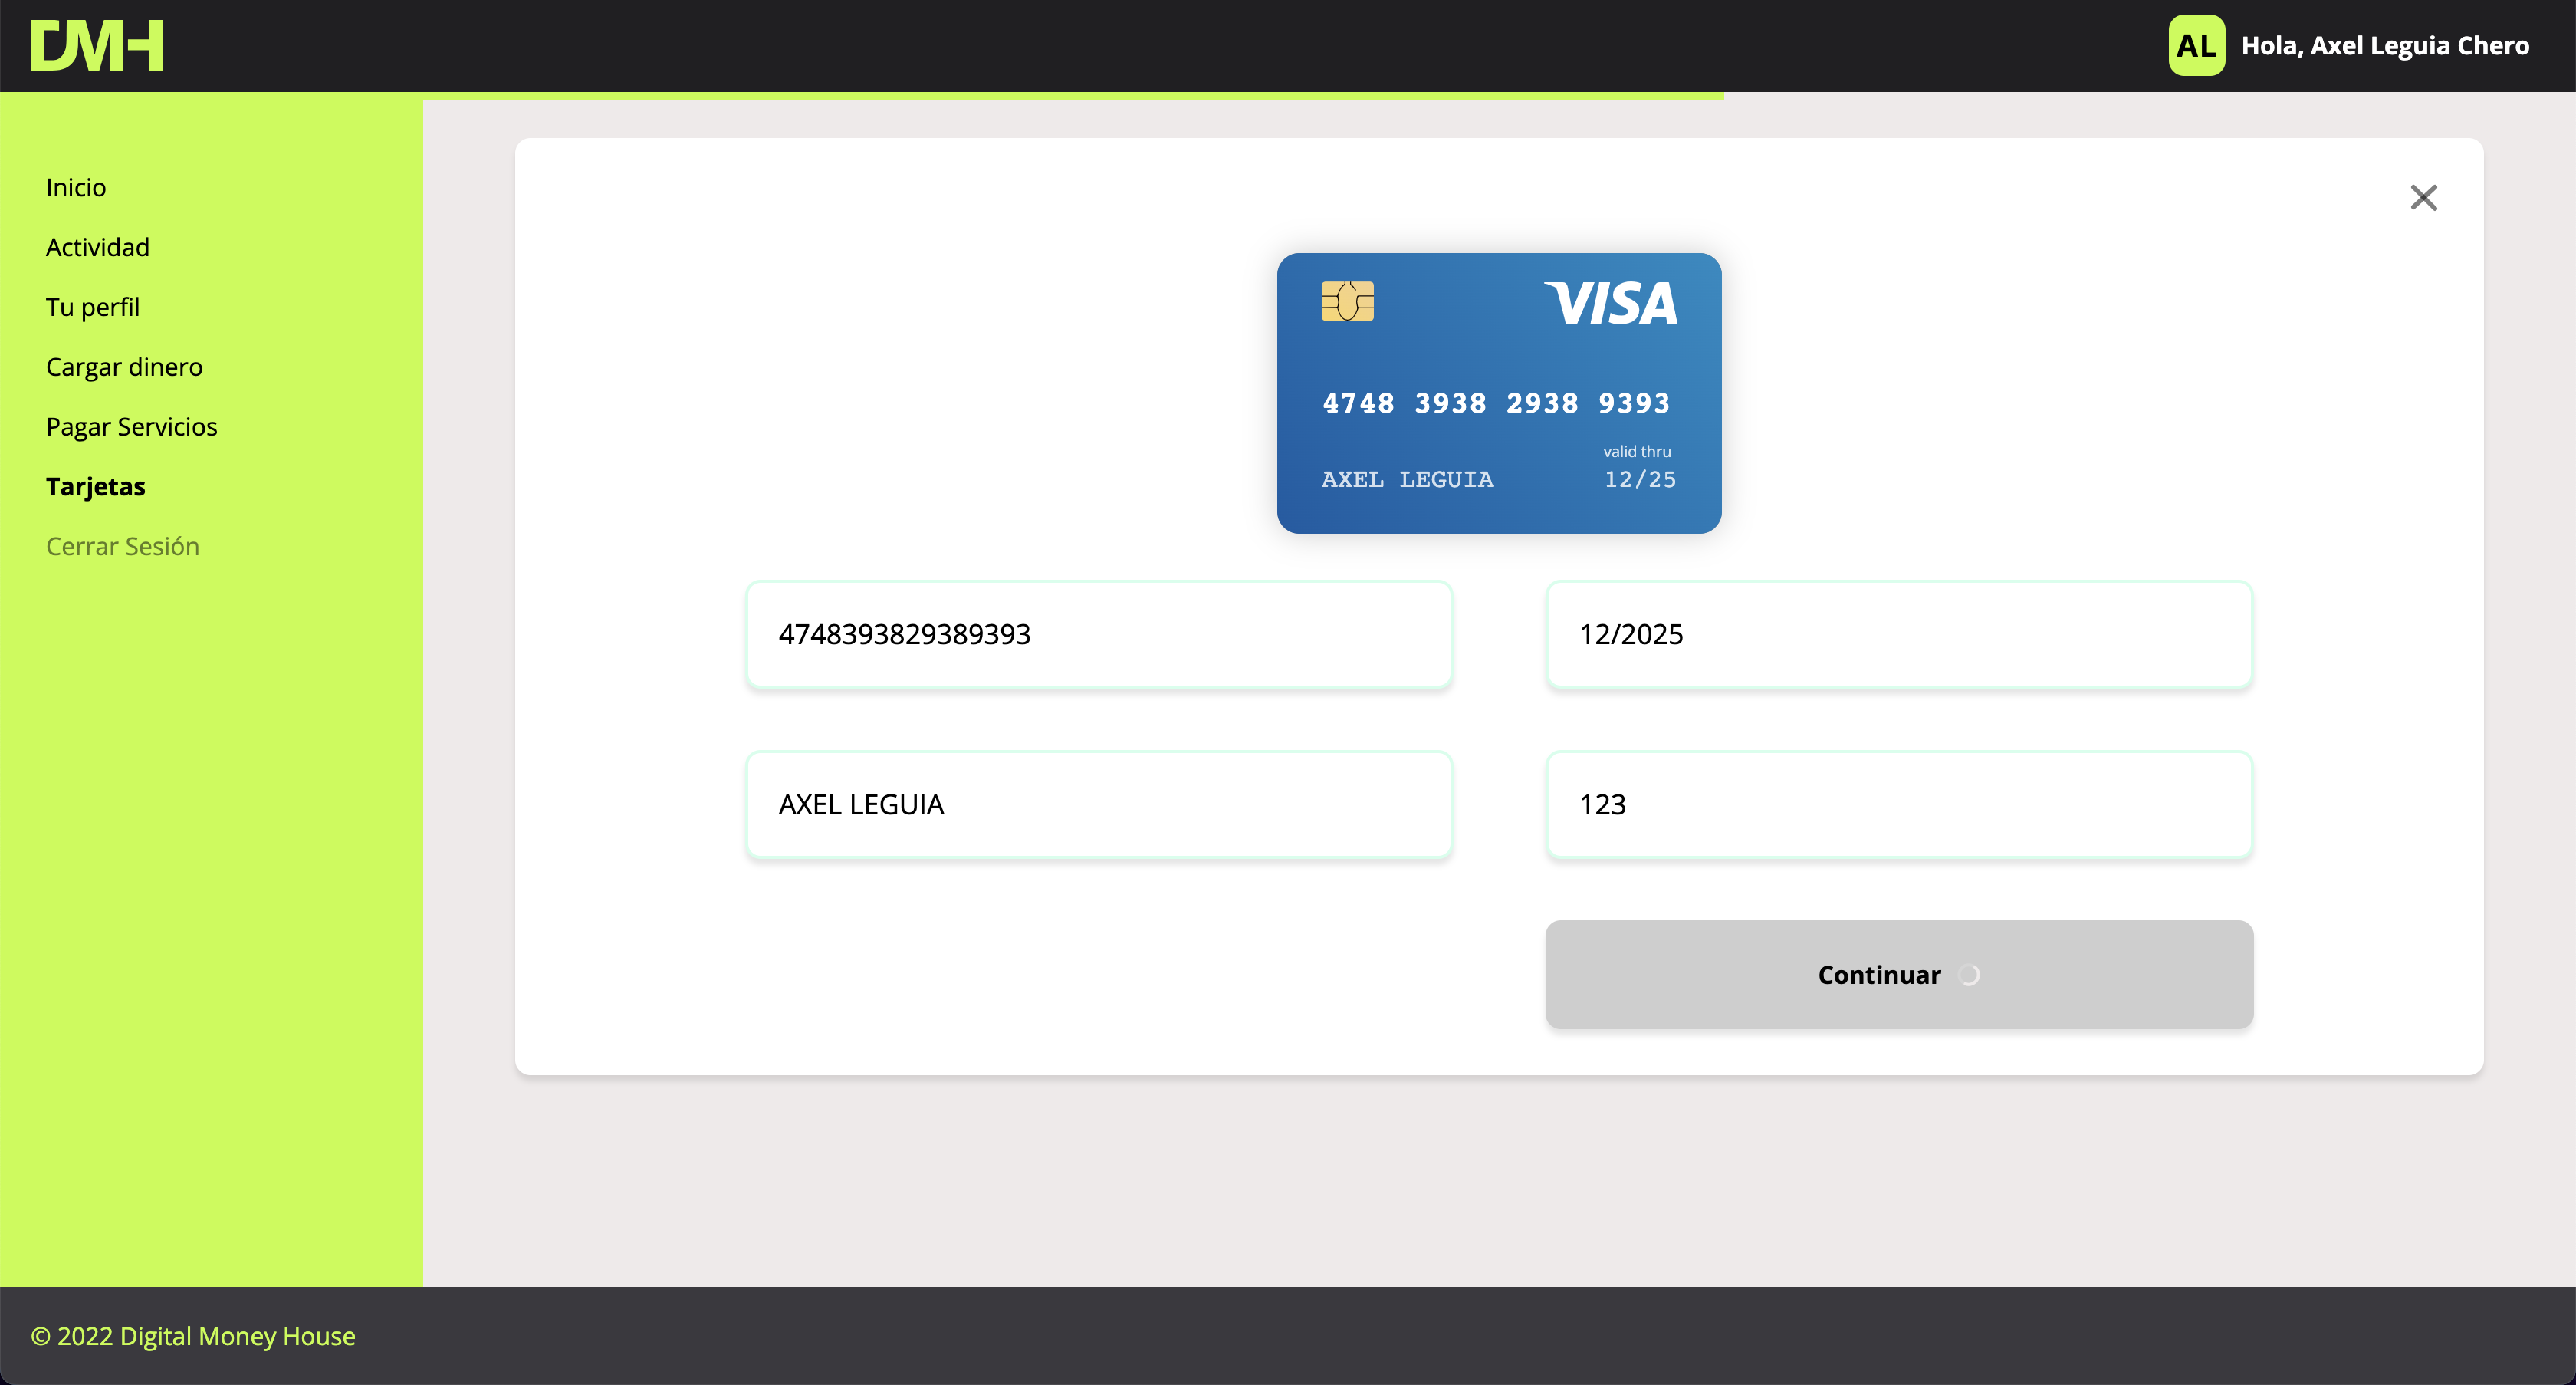 DMH
AL Hola, Axel Leguia Chero
Inicio
Actividad
Tu perfil
Cargar dinero
Pagar Servicios
Tarjetas
Cerrar Sesión
VISA
4748 3938 2938 9393
valid thru
AXEL LEGUIA 12/25
4748393829389393
12/2025
AXEL LEGUIA
123
Continuar
© 2022 Digital Money House